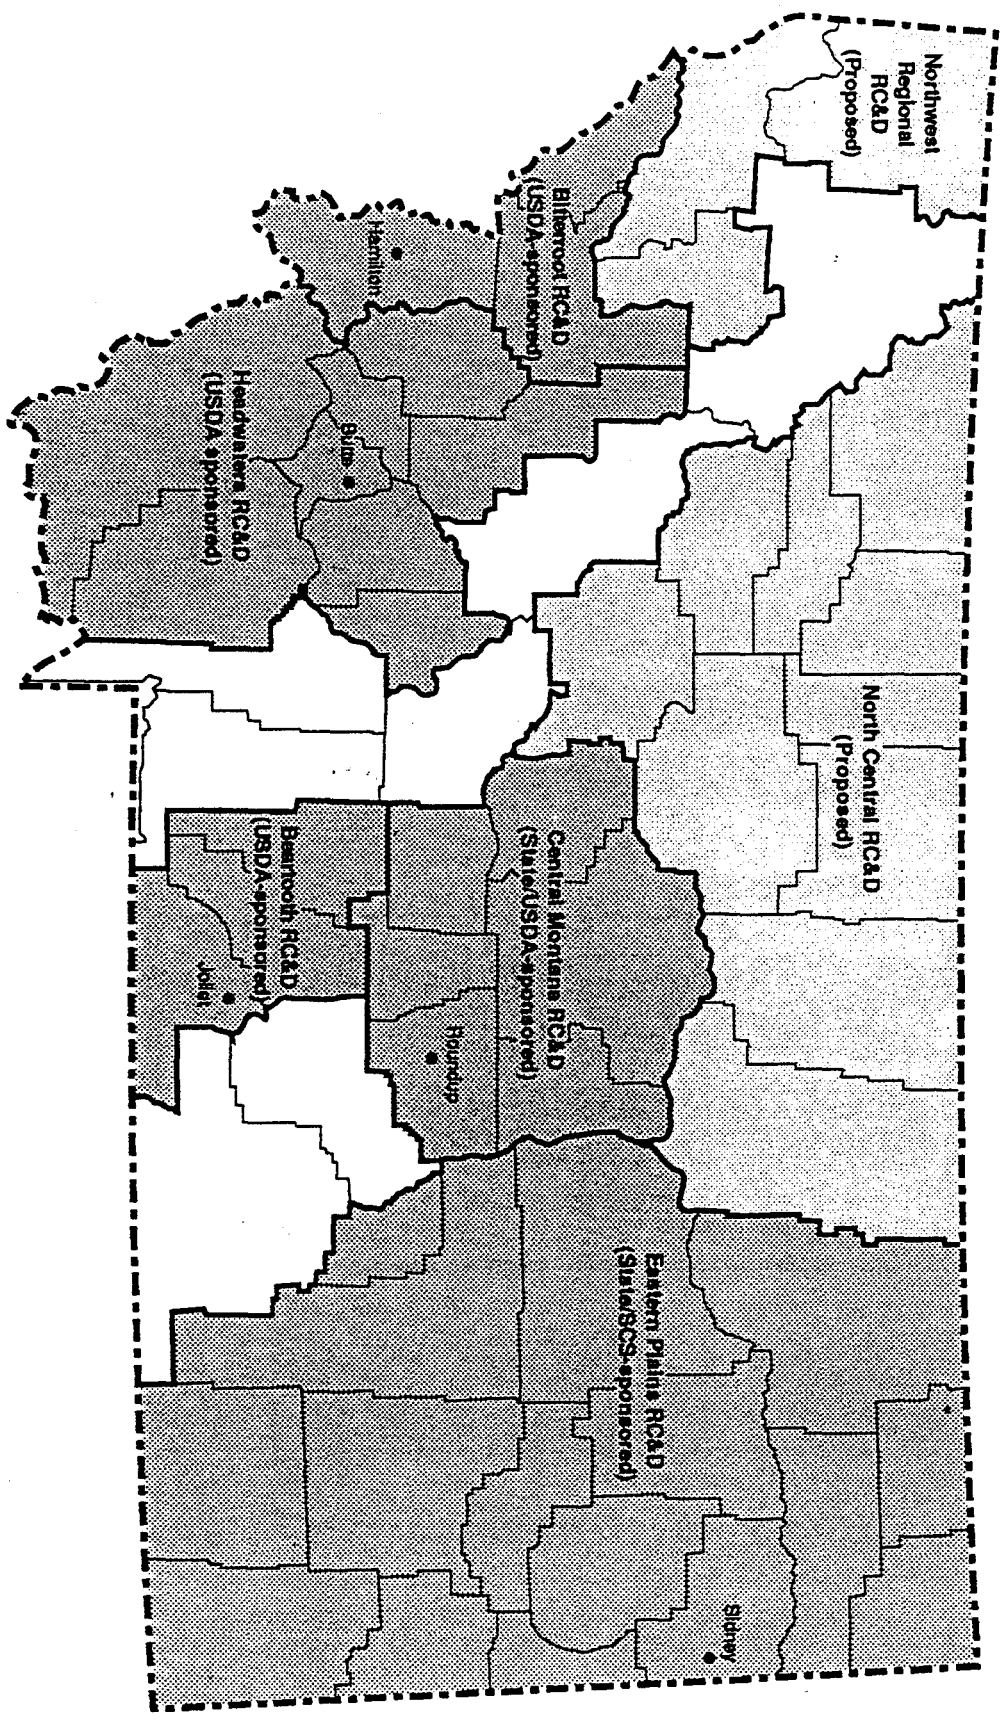 Northwest
Regional
RC&D
(Proposed)
North Central RC&D
(Proposed)
Bitterroot RC&D
(USDA-sponsored)
Hamilton
Butte
Headwaters RC&D
(USDA sponsored)
Central Montana RC&D
(State/USDA-sponsored)
Roundup
Beartooth RC&D
(USDA-sponsored)
Joliet
Eastern Plains RC&D
(State/SCS-sponsored)
Sidney